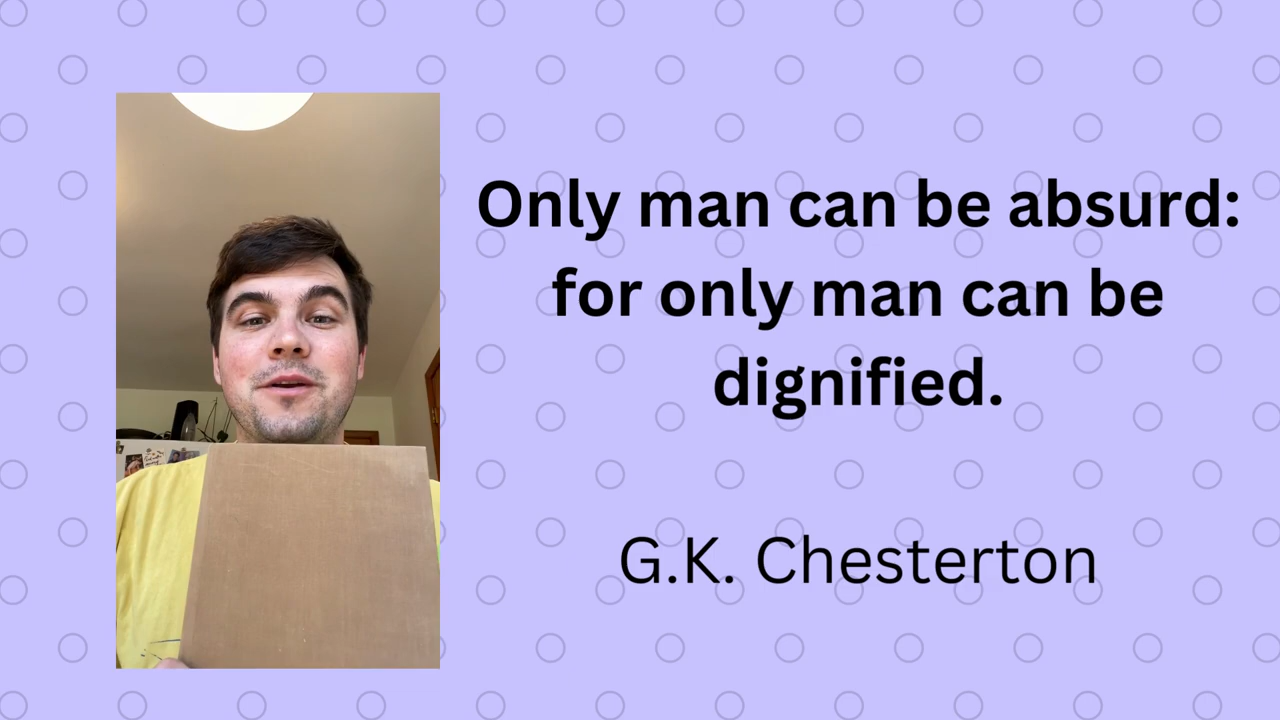 Only man can be absurd:
for only man can be
dignified.
G.K. Chesterton